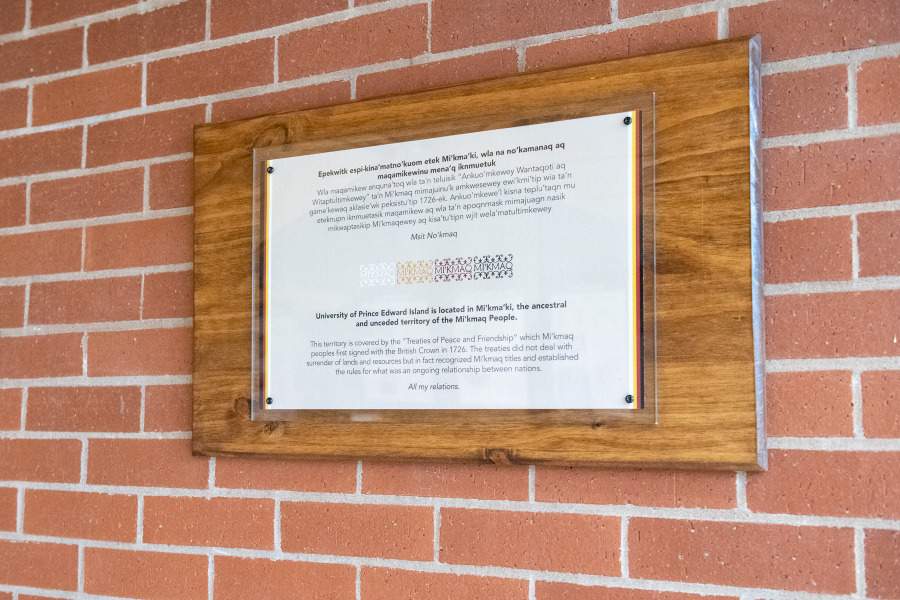 Epekwitk espi-kina'matno'kuom etek Mi'kma'ki, wla na no'kamanaq aq
maqamikewinu mena'q iknmuetuk
Wla maqamikew anquna'toq wla ta'n teluisik "Ankuo'mkewey Wantaqoti aq
Witaptultimkewey" ta'n Mi'kmaq mimajuinu'k amkwesewey ewi'kmi'tip wla ta'n
game kewaq aklasie'wk peksistu'tip 1726-ek. Ankuo'mkewe'l kisna teplu'taqn mu
eteknupn iknmuetasik maqamikew aq wla ta'n apoqnmask mimajuagn nasik
mikwaptasikip Mi'kmaqewey aq kisa'tu'tipn wjit wela'matultimkewey
Msit No'kmaq
MI'KMAQ MI'KMAQ MI'KMAQ MI'KMAQ
University of Prince Edward Island is located in Mi'kma'ki, the ancestral
and unceded territory of the Mi'kmaq People.
This territory is covered by the "Treaties of Peace and Friendship" which Mi'kmaq
peoples first signed with the British Crown in 1726. The treaties did not deal with
surrender of lands and resources but in fact recognized Mi'kmaq titles and established
the rules for what was an ongoing relationship between nations.
All my relations.